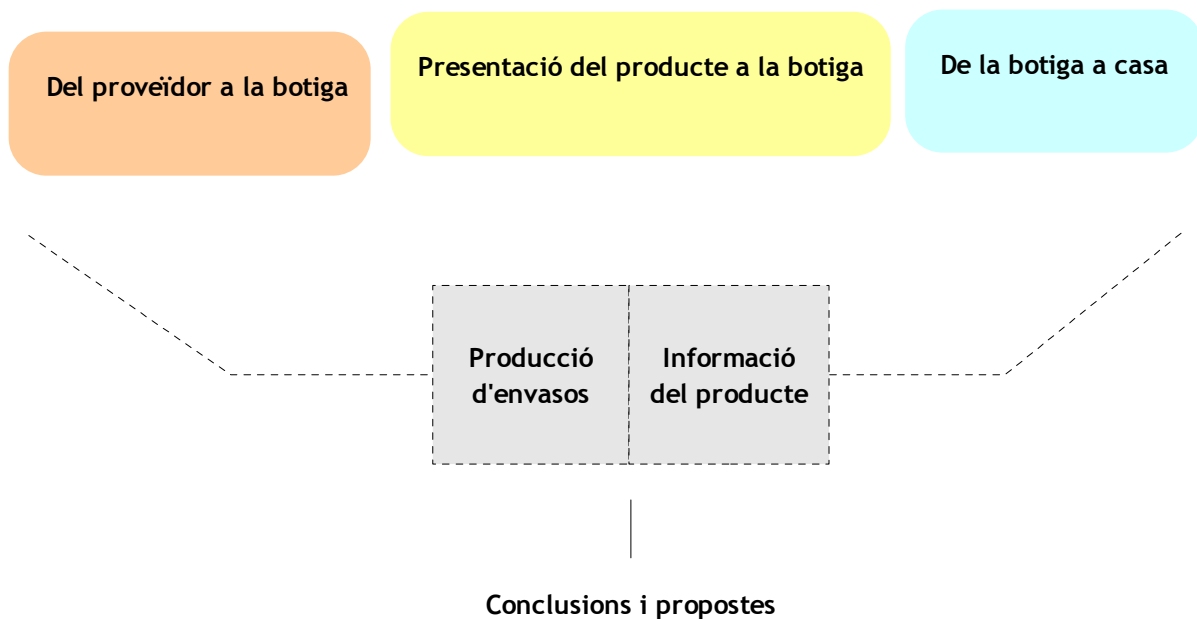 Del proveïdor a la botiga
Presentació del producte a la botiga
De la botiga a casa
Producció
d'envasos
Informació
del producte
Conclusions i propostes